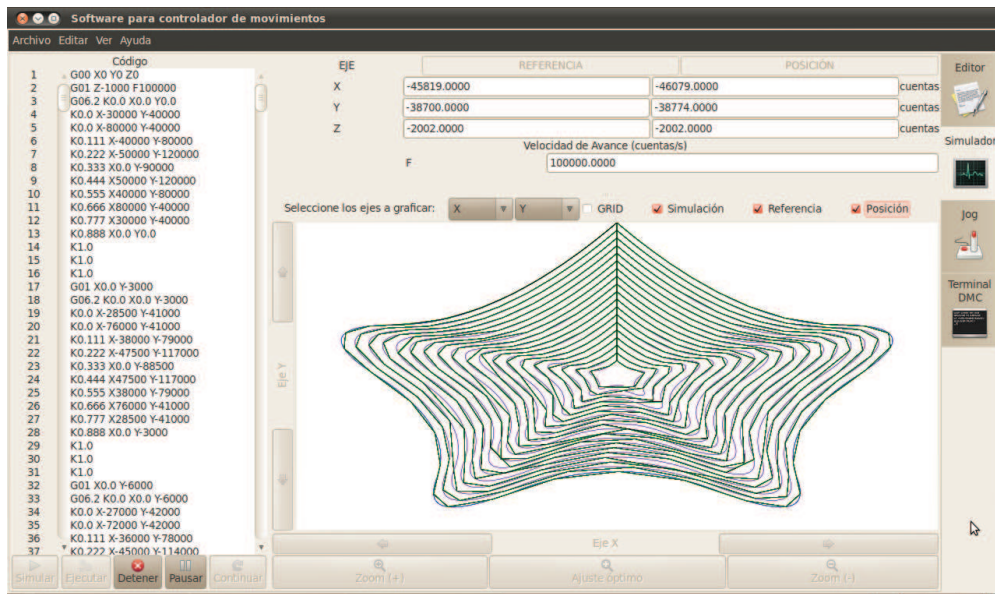 Software para controlador de movimientos
Archivo Editar Ver Ayuda
Código
1 G00 X0 Y0 Z0
2 G01 Z-1000 F100000
3 G06.2 K0.0 X0.0 Y0.0
4 K0.0 X-30000 Y-40000
5 K0.0 X-80000 Y-40000
6 K0.111 X-40000 Y-80000
7 K0.222 X-50000 Y-120000
8 K0.333 X0.0 Y-90000
9 K0.444 X50000 Y-120000
10 K0.555 X40000 Y-80000
11 K0.666 X80000 Y-40000
12 K0.777 X30000 Y-40000
13 K0.888 X0.0 Y0.0
14 K1.0
15 K1.0
16 K1.0
17 G01 X0.0 Y-3000
18 G06.2 K0.0 X0.0 Y-3000
19 K0.0 X-28500 Y-41000
20 K0.0 X-76000 Y-41000
21 K0.111 X-38000 Y-79000
22 K0.222 X-47500 Y-117000
23 K0.333 X0.0 Y-88500
24 K0.444 X47500 Y-117000
25 K0.555 X38000 Y-79000
26 K0.666 X76000 Y-41000
27 K0.777 X28500 Y-41000
28 K0.888 X0.0 Y-3000
29 K1.0
30 K1.0
31 K1.0
32 G01 X0.0 Y-6000
33 G06.2 K0.0 X0.0 Y-6000
34 K0.0 X-27000 Y-42000
35 K0.0 X-72000 Y-42000
36 K0.111 X-36000 Y-78000
37 K0.222 X-45000 Y-114000
Simular Ejecutar Detener Pausar Continuar
EJE REFERENCIA POSICIÓN
X -45819.0000 -46079.0000 cuentas
Y -38700.0000 -38774.0000 cuentas
Z -2002.0000 -2002.0000 cuentas
Velocidad de Avance (cuentas/s)
F 100000.0000
Seleccione los ejes a graficar: X Y GRID Simulación Referencia Posición
Eje Y
Eje X
Zoom (+) Ajuste óptimo Zoom (-)
Editor
Simulador
Jog
Terminal
DMC